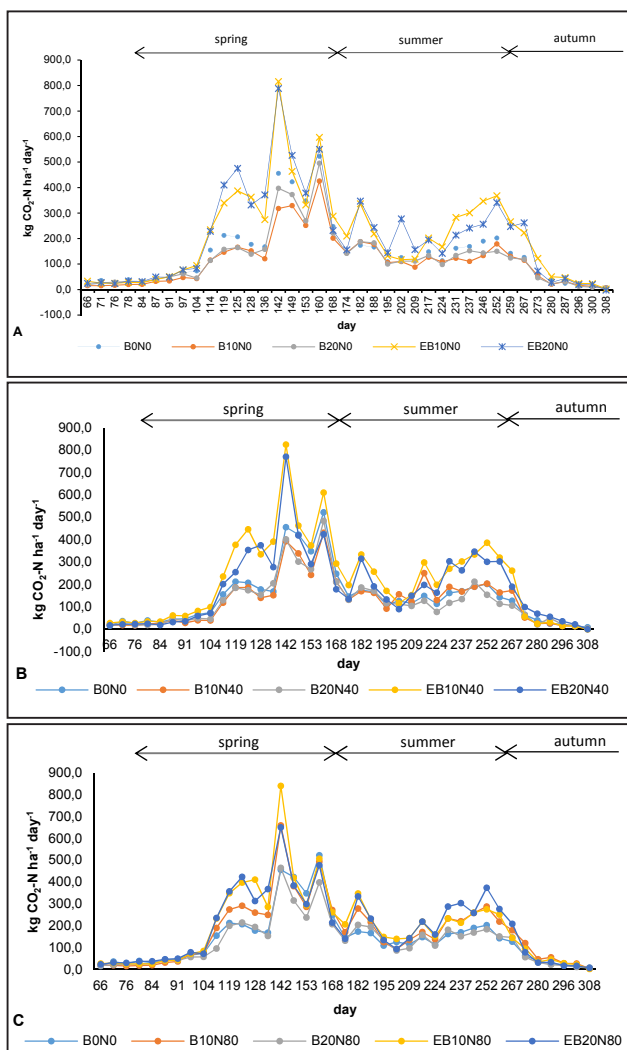 spring summer autumn
900,0
800,0
700,0
600,0
500,0
400,0
300,0
200,0
100,0
0,0
-100,0
kg CO₂-N ha⁻¹ day⁻¹
66 71 76 78 84 87 91 97 104 114 119 125 128 136 142 149 153 160 168 174 182 188 195 202 209 217 224 231 237 246 252 259 267 273 280 287 296 300 308
day
A
B0N0 B10N0 B20N0 EB10N0 EB20N0
spring summer autumn
900,0
800,0
700,0
600,0
500,0
400,0
300,0
200,0
100,0
0,0
-100,0
kg CO₂-N ha⁻¹ day⁻¹
66 76 84 91 104 119 128 142 153 168 182 195 209 224 237 252 267 280 296 308
day
B
B0N0 B10N40 B20N40 EB10N40 EB20N40
spring summer autumn
900,0
800,0
700,0
600,0
500,0
400,0
300,0
200,0
100,0
0,0
kg CO₂-N ha⁻¹ day⁻¹
66 76 84 91 104 119 128 142 153 168 182 195 209 224 237 252 267 280 296 308
day
C
B0N0 B10N80 B20N80 EB10N80 EB20N80